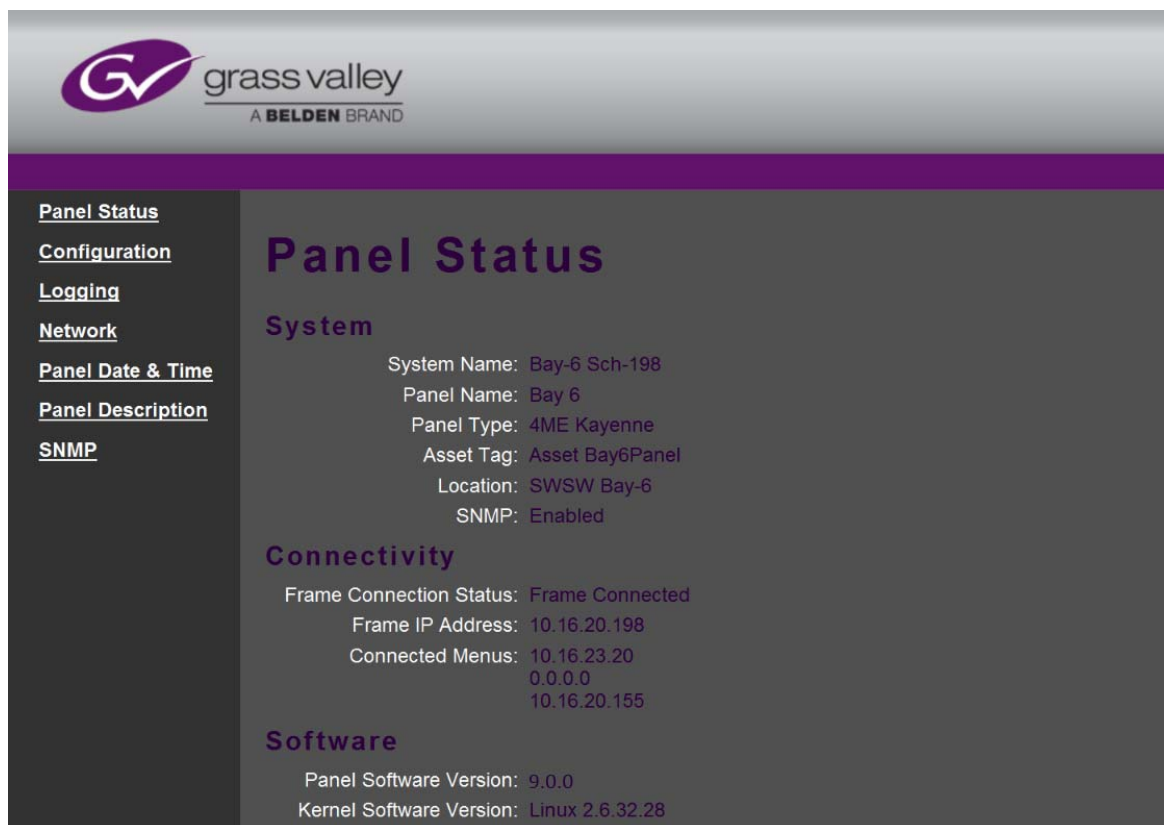 GV grass valley
A BELDEN BRAND
Panel Status
Configuration
Logging
Network
Panel Date & Time
Panel Description
SNMP
Panel Status
System
System Name: Bay-6 Sch-198
Panel Name: Bay 6
Panel Type: 4ME Kayenne
Asset Tag: Asset Bay6Panel
Location: SWSW Bay-6
SNMP: Enabled
Connectivity
Frame Connection Status: Frame Connected
Frame IP Address: 10.16.20.198
Connected Menus: 10.16.23.20
0.0.0.0
10.16.20.155
Software
Panel Software Version: 9.0.0
Kernel Software Version: Linux 2.6.32.28